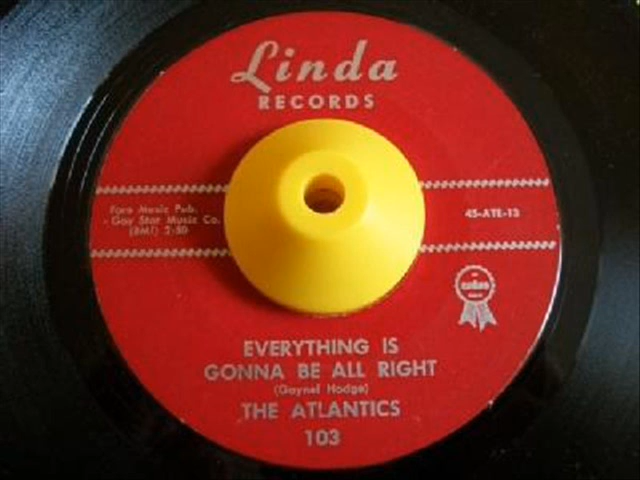 Linda
RECORDS
Faro Music Pub.
- Gay Star Music Co.
(BMI) 2:50
45-ATE-13
EVERYTHING IS
GONNA BE ALL RIGHT
(Gaynel Hodge)
THE ATLANTICS
103